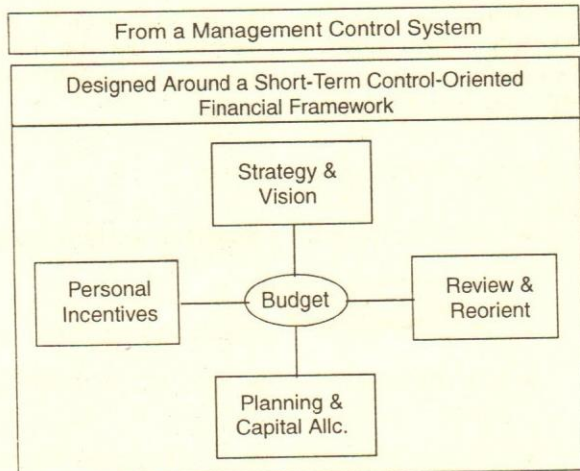 From a Management Control System
Designed Around a Short-Term Control-Oriented
Financial Framework
Strategy &
Vision
Personal
Incentives
Budget
Review &
Reorient
Planning &
Capital Allc.